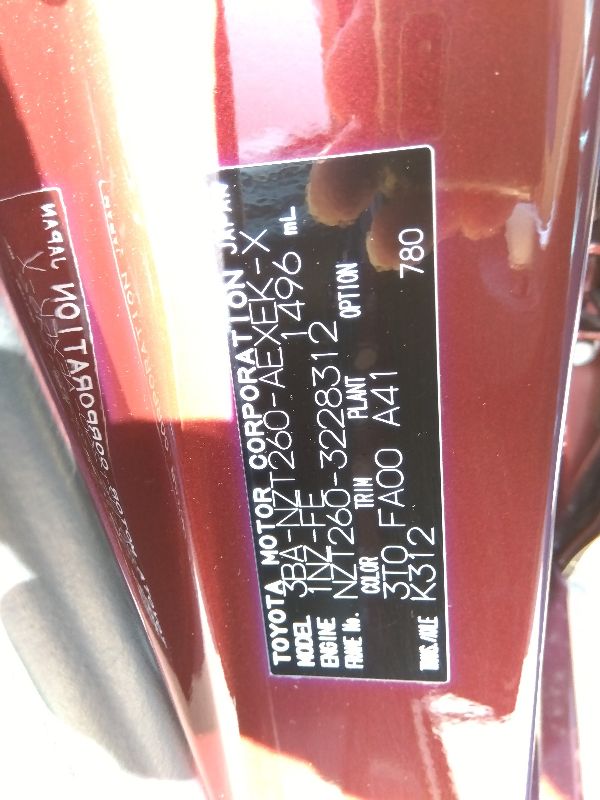 TOYOTA MOTOR CORPORATION JAPAN
MODEL 3BA-NZT260-AEXEK-X
ENGINE 1NZ-FE 1496 mL
FRAME No. NZT260-3228312
COLOR TRIM PLANT OPTION
3T0 FA00 A41
TRANS./AXLE K312 780